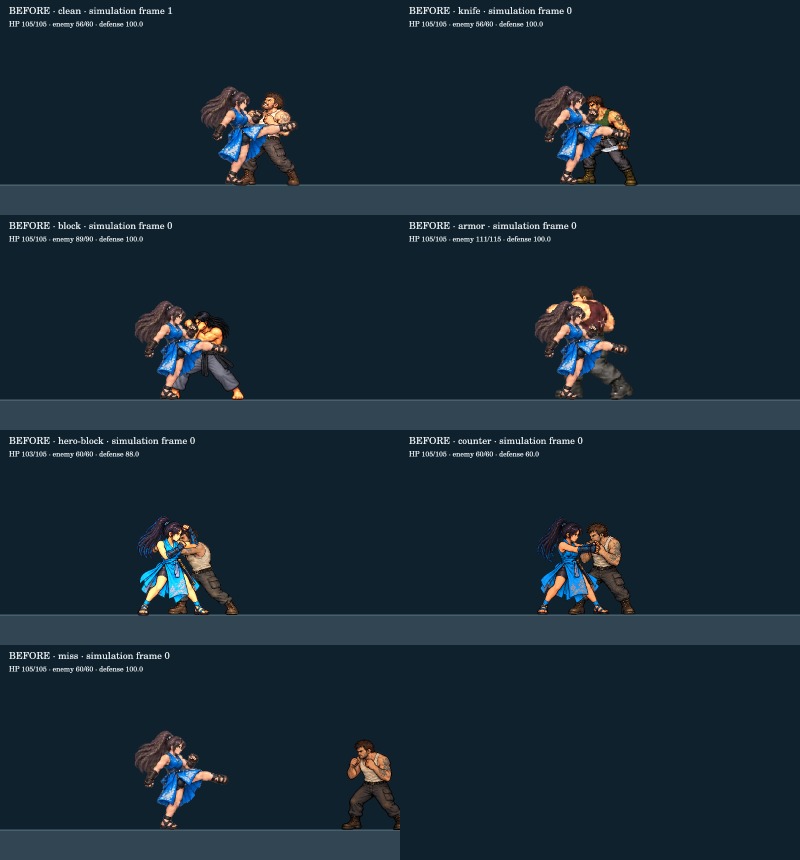 BEFORE - clean - simulation frame 1
HP 105/105 - enemy 56/60 - defense 100.0
BEFORE - knife - simulation frame 0
HP 105/105 - enemy 56/60 - defense 100.0
BEFORE - block - simulation frame 0
HP 105/105 - enemy 89/90 - defense 100.0
BEFORE - armor - simulation frame 0
HP 105/105 - enemy 111/115 - defense 100.0
BEFORE - hero-block - simulation frame 0
HP 103/105 - enemy 60/60 - defense 88.0
BEFORE - counter - simulation frame 0
HP 105/105 - enemy 60/60 - defense 60.0
BEFORE - miss - simulation frame 0
HP 105/105 - enemy 60/60 - defense 100.0